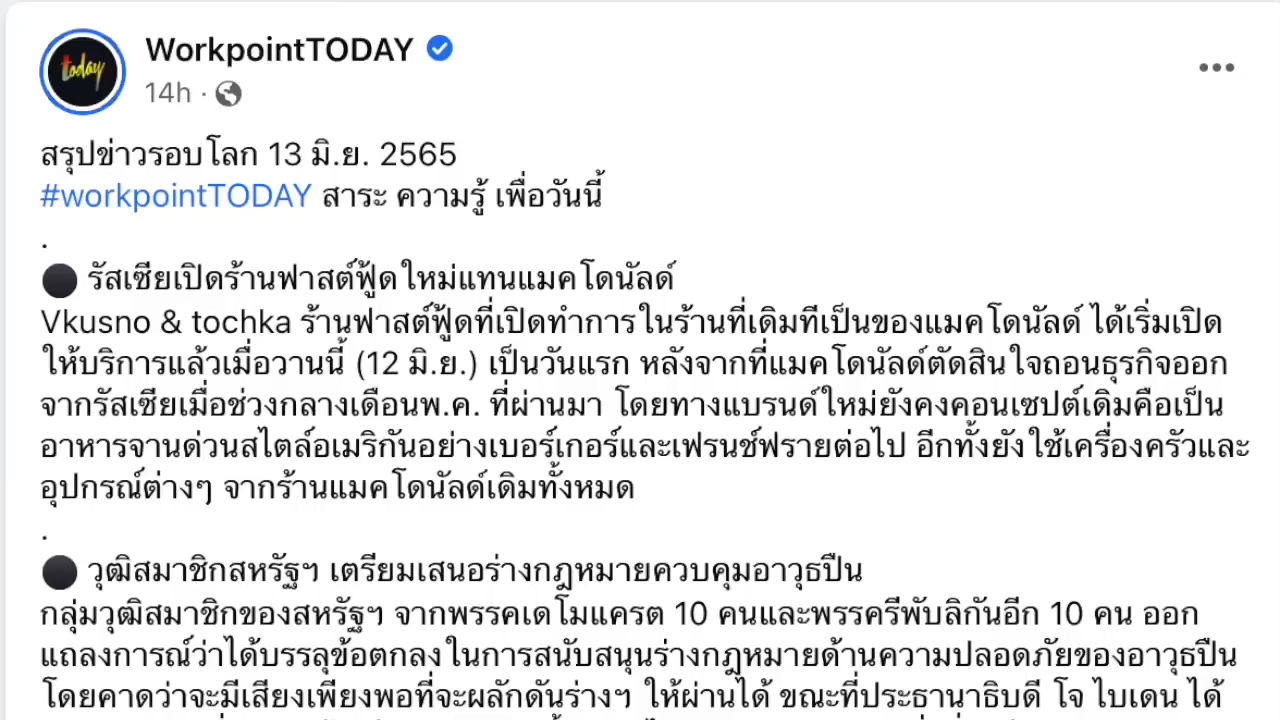 today
WorkpointTODAY
14h ·
สรุปข่าวรอบโลก 13 มิ.ย. 2565
#workpointTODAY สาระ ความรู้ เพื่อวันนี้
.
รัสเซียเปิดร้านฟาสต์ฟู้ดใหม่แทนแมคโดนัลด์
Vkusno & tochka ร้านฟาสต์ฟู้ดที่เปิดทำการในร้านที่เดิมทีเป็นของแมคโดนัลด์ ได้เริ่มเปิด
ให้บริการแล้วเมื่อวานนี้ (12 มิ.ย.) เป็นวันแรก หลังจากที่แมคโดนัลด์ตัดสินใจถอนธุรกิจออก
จากรัสเซียเมื่อช่วงกลางเดือนพ.ค. ที่ผ่านมา โดยทางแบรนด์ใหม่ยังคงคอนเซปต์เดิมคือเป็น
อาหารจานด่วนสไตล์อเมริกันอย่างเบอร์เกอร์และเฟรนช์ฟรายต่อไป อีกทั้งยังใช้เครื่องครัวและ
อุปกรณ์ต่างๆ จากร้านแมคโดนัลด์เดิมทั้งหมด
.
วุฒิสมาชิกสหรัฐฯ เตรียมเสนอร่างกฎหมายควบคุมอาวุธปืน
กลุ่มวุฒิสมาชิกของสหรัฐฯ จากพรรคเดโมแครต 10 คนและพรรครีพับลิกันอีก 10 คน ออก
แถลงการณ์ว่าได้บรรลุข้อตกลงในการสนับสนุนร่างกฎหมายด้านความปลอดภัยของอาวุธปืน
โดยคาดว่าจะมีเสียงเพียงพอที่จะผลักดันร่างฯ ให้ผ่านได้ ขณะที่ประธานาธิบดี โจ ไบเดน ได้